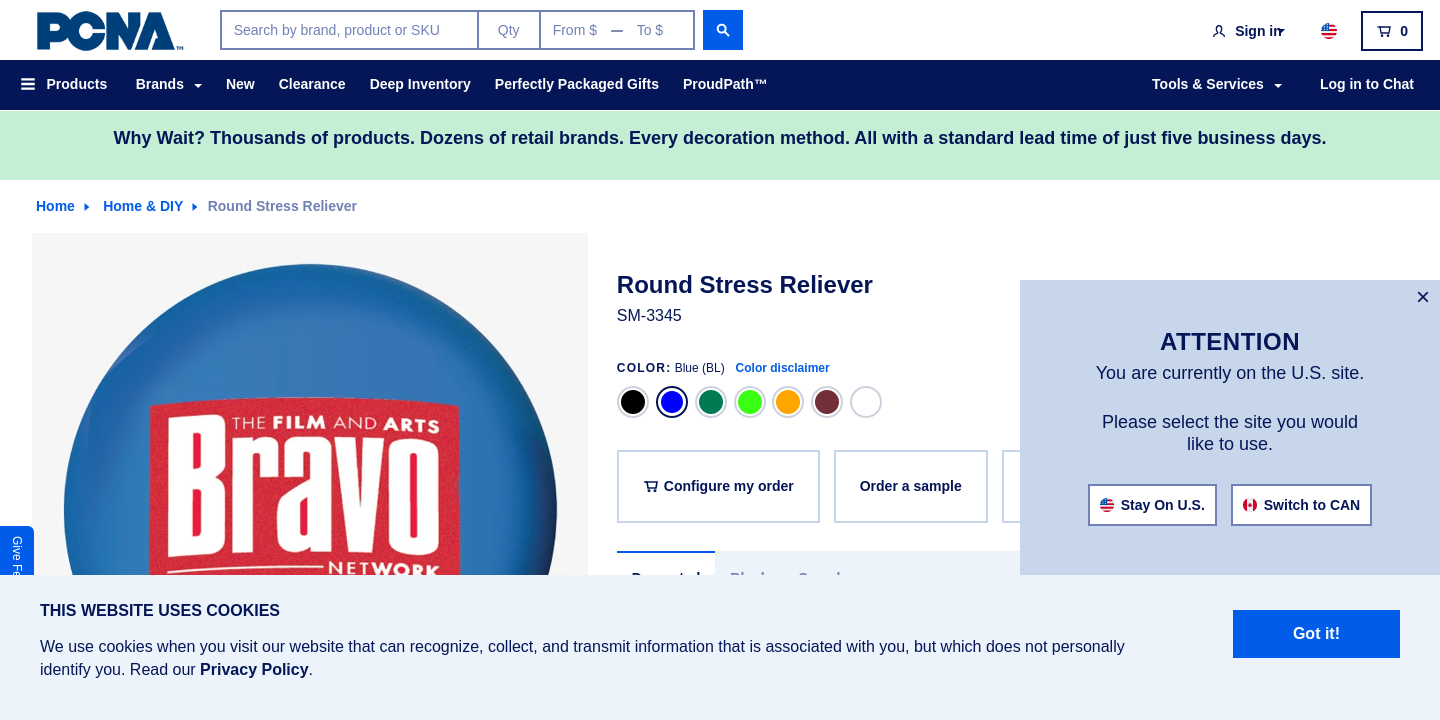 PCNA™
Search by brand, product or SKU
Qty
From $ — To $
Sign in
0
Products
Brands
New
Clearance
Deep Inventory
Perfectly Packaged Gifts
ProudPath™
Tools & Services
Log in to Chat
Why Wait? Thousands of products. Dozens of retail brands. Every decoration method. All with a standard lead time of just five business days.
Home
Home & DIY
Round Stress Reliever
THE FILM AND ARTS
Bravo
NETWORK
Give Fe
Round Stress Reliever
SM-3345
COLOR: Blue (BL) Color disclaimer
Configure my order
Order a sample
×
ATTENTION
You are currently on the U.S. site.
Please select the site you would
like to use.
Stay On U.S.
Switch to CAN
THIS WEBSITE USES COOKIES
We use cookies when you visit our website that can recognize, collect, and transmit information that is associated with you, but which does not personally
identify you. Read our Privacy Policy.
Got it!